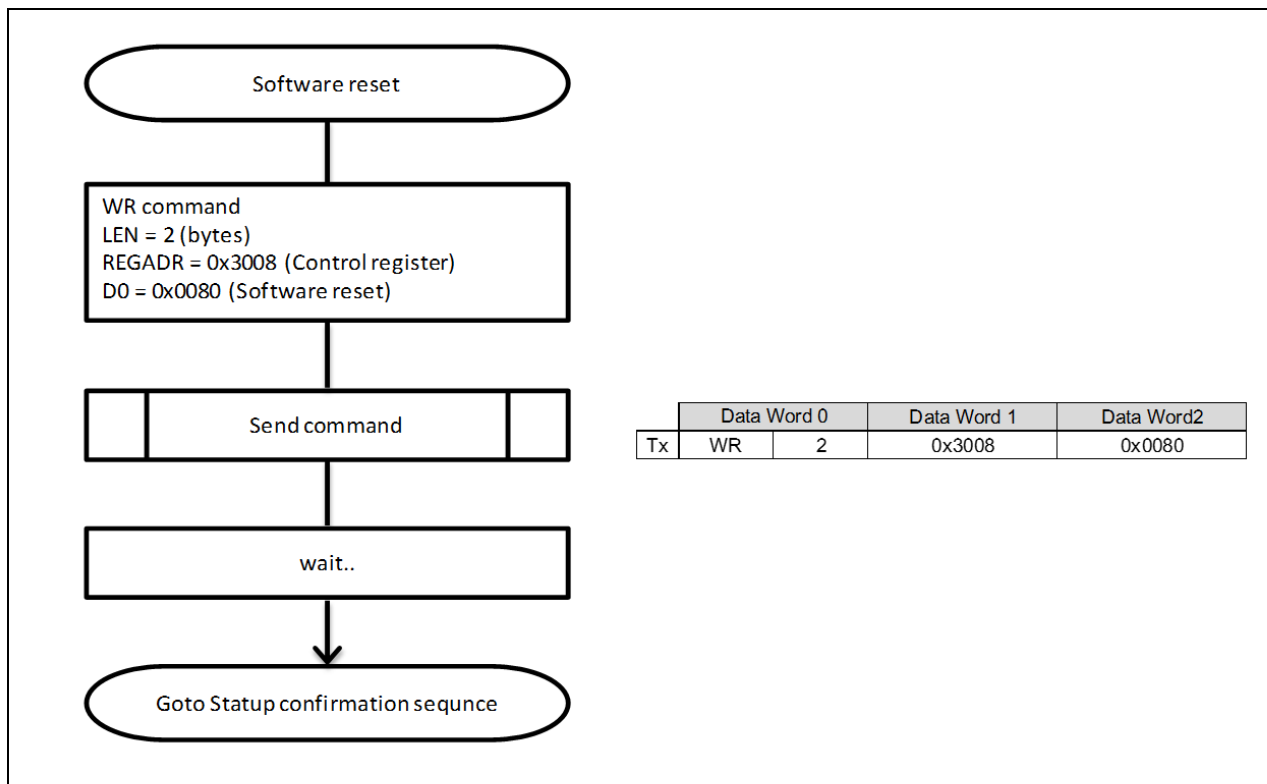 Software reset
WR command
LEN = 2 (bytes)
REGADR = 0x3008 (Control register)
D0 = 0x0080 (Software reset)
Send command
Data Word 0 Data Word 1 Data Word2
Tx WR 2 0x3008 0x0080
wait..
Goto Statup confirmation sequnce